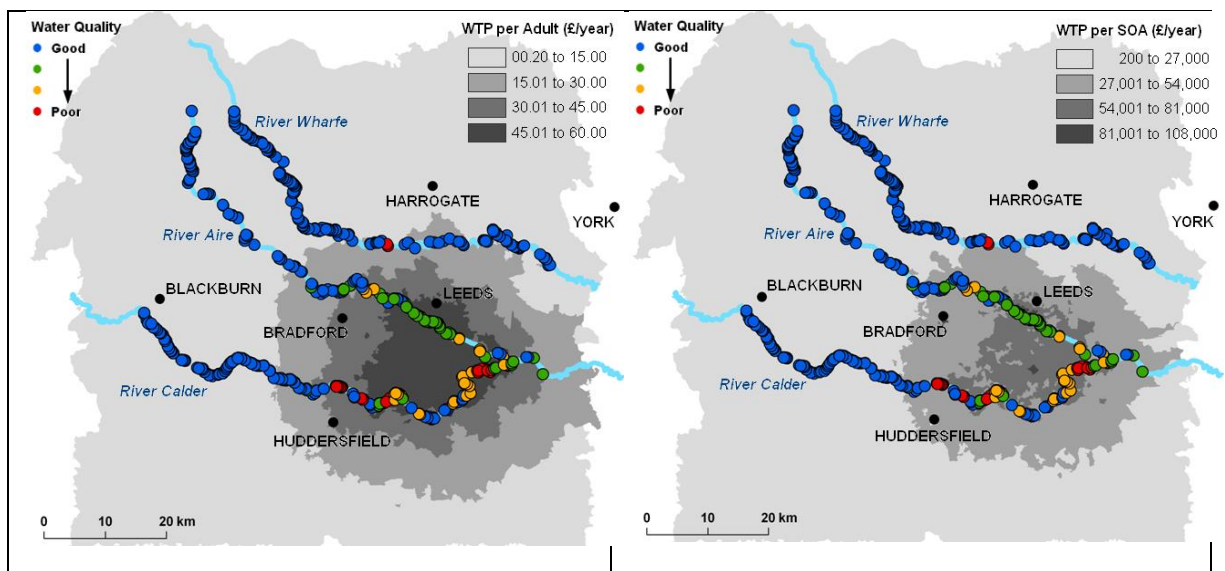 Water Quality
Good
Poor
WTP per Adult (£/year)
00.20 to 15.00
15.01 to 30.00
30.01 to 45.00
45.01 to 60.00
River Wharfe
HARROGATE
YORK
River Aire
BLACKBURN
LEEDS
BRADFORD
River Calder
HUDDERSFIELD
0 10 20 km
Water Quality
Good
Poor
WTP per SOA (£/year)
200 to 27,000
27,001 to 54,000
54,001 to 81,000
81,001 to 108,000
River Wharfe
HARROGATE
YORK
River Aire
BLACKBURN
LEEDS
BRADFORD
River Calder
HUDDERSFIELD
0 10 20 km